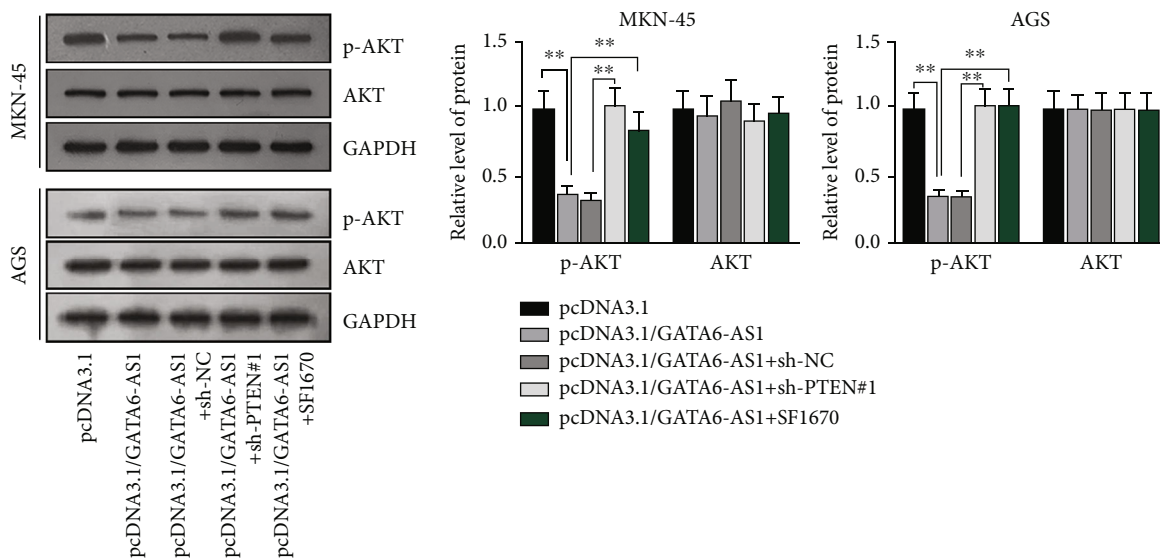 MKN-45
p-AKT
AKT
GAPDH
AGS
p-AKT
AKT
GAPDH
pcDNA3.1
pcDNA3.1/GATA6-AS1
pcDNA3.1/GATA6-AS1
+sh-NC
pcDNA3.1/GATA6-AS1
+sh-PTEN#1
pcDNA3.1/GATA6-AS1
+SF1670
MKN-45
Relative level of protein
1.5
1.0
0.5
0.0
**
**
**
p-AKT
AKT
AGS
Relative level of protein
1.5
1.0
0.5
0.0
**
**
**
p-AKT
AKT
pcDNA3.1
pcDNA3.1/GATA6-AS1
pcDNA3.1/GATA6-AS1+sh-NC
pcDNA3.1/GATA6-AS1+sh-PTEN#1
pcDNA3.1/GATA6-AS1+SF1670